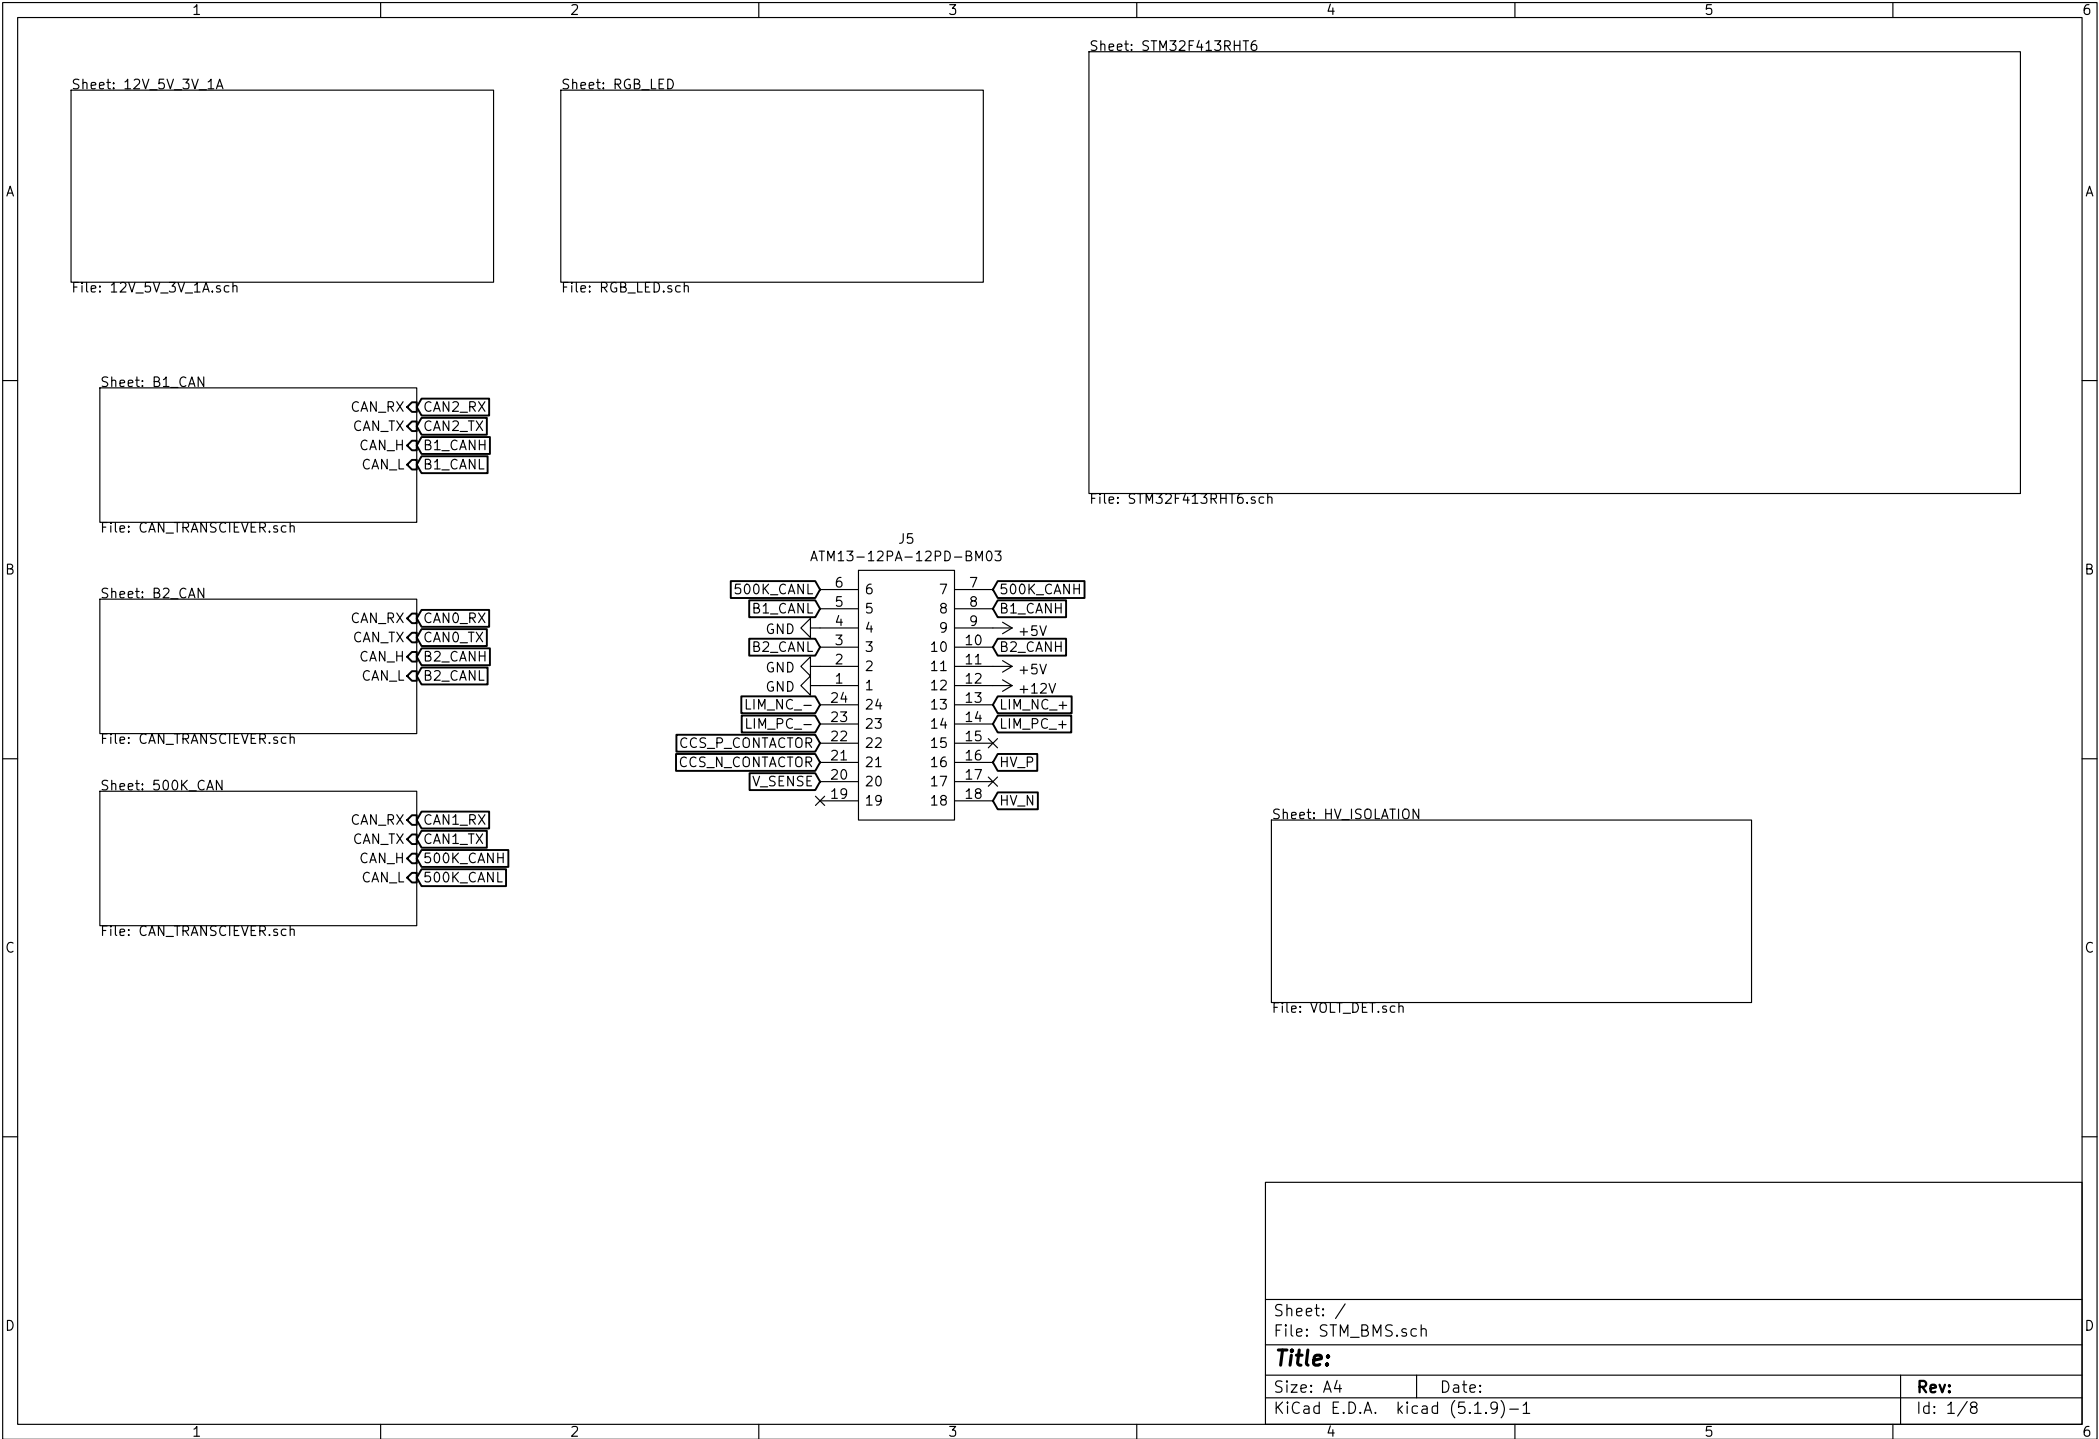 1 2 3 4 5 6
Sheet: STM32F413RHT6
Sheet: 12V_5V_3V_1A
Sheet: RGB_LED
A A
File: 12V_5V_3V_1A.sch
File: RGB_LED.sch
File: STM32F413RHT6.sch
Sheet: B1_CAN
CAN_RX CAN2_RX
CAN_TX CAN2_TX
CAN_H B1_CANH
CAN_L B1_CANL
File: CAN_TRANSCIEVER.sch
B B
J5
ATM13-12PA-12PD-BM03
500K_CANL 6 6 7 7 500K_CANH
B1_CANL 5 5 8 8 B1_CANH
GND 4 4 9 9 +5V
B2_CANL 3 3 10 10 B2_CANH
GND 2 2 11 11 +5V
GND 1 1 12 12 +12V
LIM_NC_- 24 24 13 13 LIM_NC_+
LIM_PC_- 23 23 14 14 LIM_PC_+
CCS_P_CONTACTOR 22 22 15 15
CCS_N_CONTACTOR 21 21 16 16 HV_P
V_SENSE 20 20 17 17
19 19 18 18 HV_N
Sheet: B2_CAN
CAN_RX CAN0_RX
CAN_TX CAN0_TX
CAN_H B2_CANH
CAN_L B2_CANL
File: CAN_TRANSCIEVER.sch
Sheet: 500K_CAN
CAN_RX CAN1_RX
CAN_TX CAN1_TX
CAN_H 500K_CANH
CAN_L 500K_CANL
File: CAN_TRANSCIEVER.sch
Sheet: HV_ISOLATION
C C
File: VOLT_DET.sch
D D
Sheet: /
File: STM_BMS.sch
Title:
Size: A4 Date: Rev:
KiCad E.D.A. kicad (5.1.9)-1 Id: 1/8
1 2 3 4 5 6